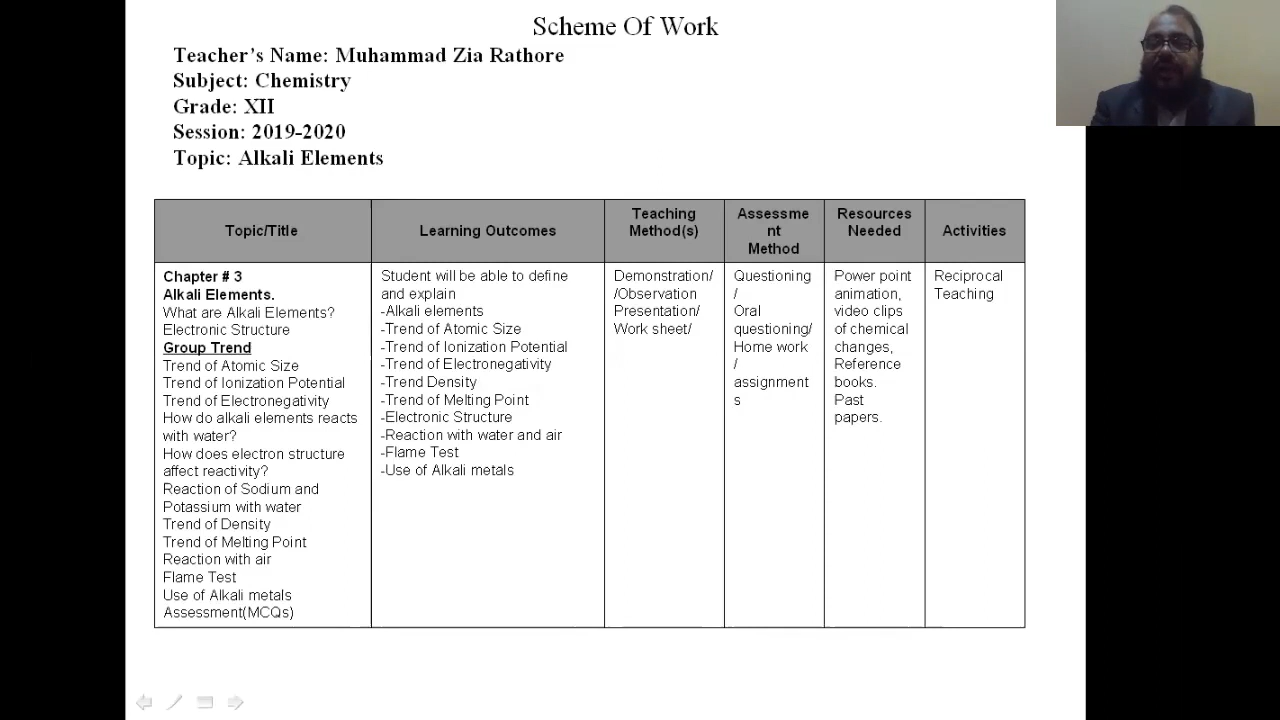 Scheme Of Work
Teacher's Name: Muhammad Zia Rathore
Subject: Chemistry
Grade: XII
Session: 2019-2020
Topic: Alkali Elements
Topic/Title
Learning Outcomes
Teaching
Method(s)
Assessme
nt
Method
Resources
Needed
Activities
Chapter # 3
Alkali Elements.
What are Alkali Elements?
Electronic Structure
Group Trend
Trend of Atomic Size
Trend of Ionization Potential
Trend of Electronegativity
How do alkali elements reacts
with water?
How does electron structure
affect reactivity?
Reaction of Sodium and
Potassium with water
Trend of Density
Trend of Melting Point
Reaction with air
Flame Test
Use of Alkali metals
Assessment(MCQs)
Student will be able to define
and explain
-Alkali elements
-Trend of Atomic Size
-Trend of Ionization Potential
-Trend of Electronegativity
-Trend Density
-Trend of Melting Point
-Electronic Structure
-Reaction with water and air
-Flame Test
-Use of Alkali metals
Demonstration/
/Observation
Presentation/
Work sheet/
Questioning
/
Oral
questioning/
Home work
/
assignment
s
Power point
animation,
video clips
of chemical
changes,
Reference
books.
Past
papers.
Reciprocal
Teaching